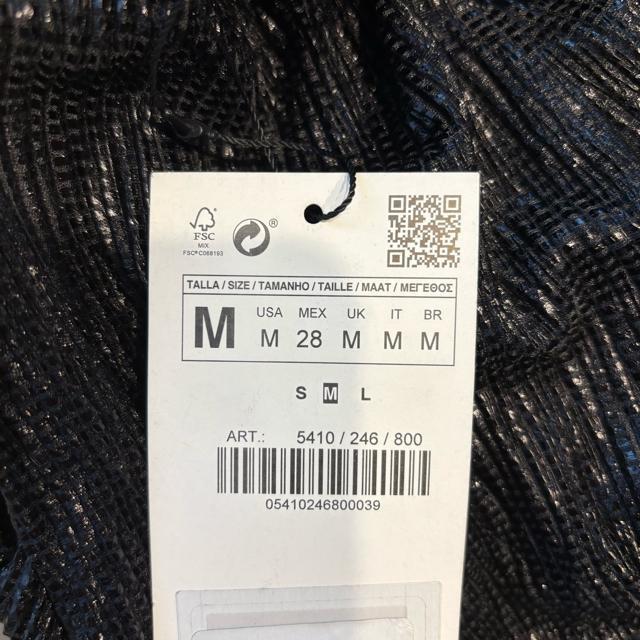 FSC
MIX
FSC® C068193
®
TALLA / SIZE / TAMANHO / TAILLE / MAAT / ΜΕΓΕΘΟΣ
M USA MEX UK IT BR
M 28 M M M
S M L
ART.: 5410 / 246 / 800
05410246800039